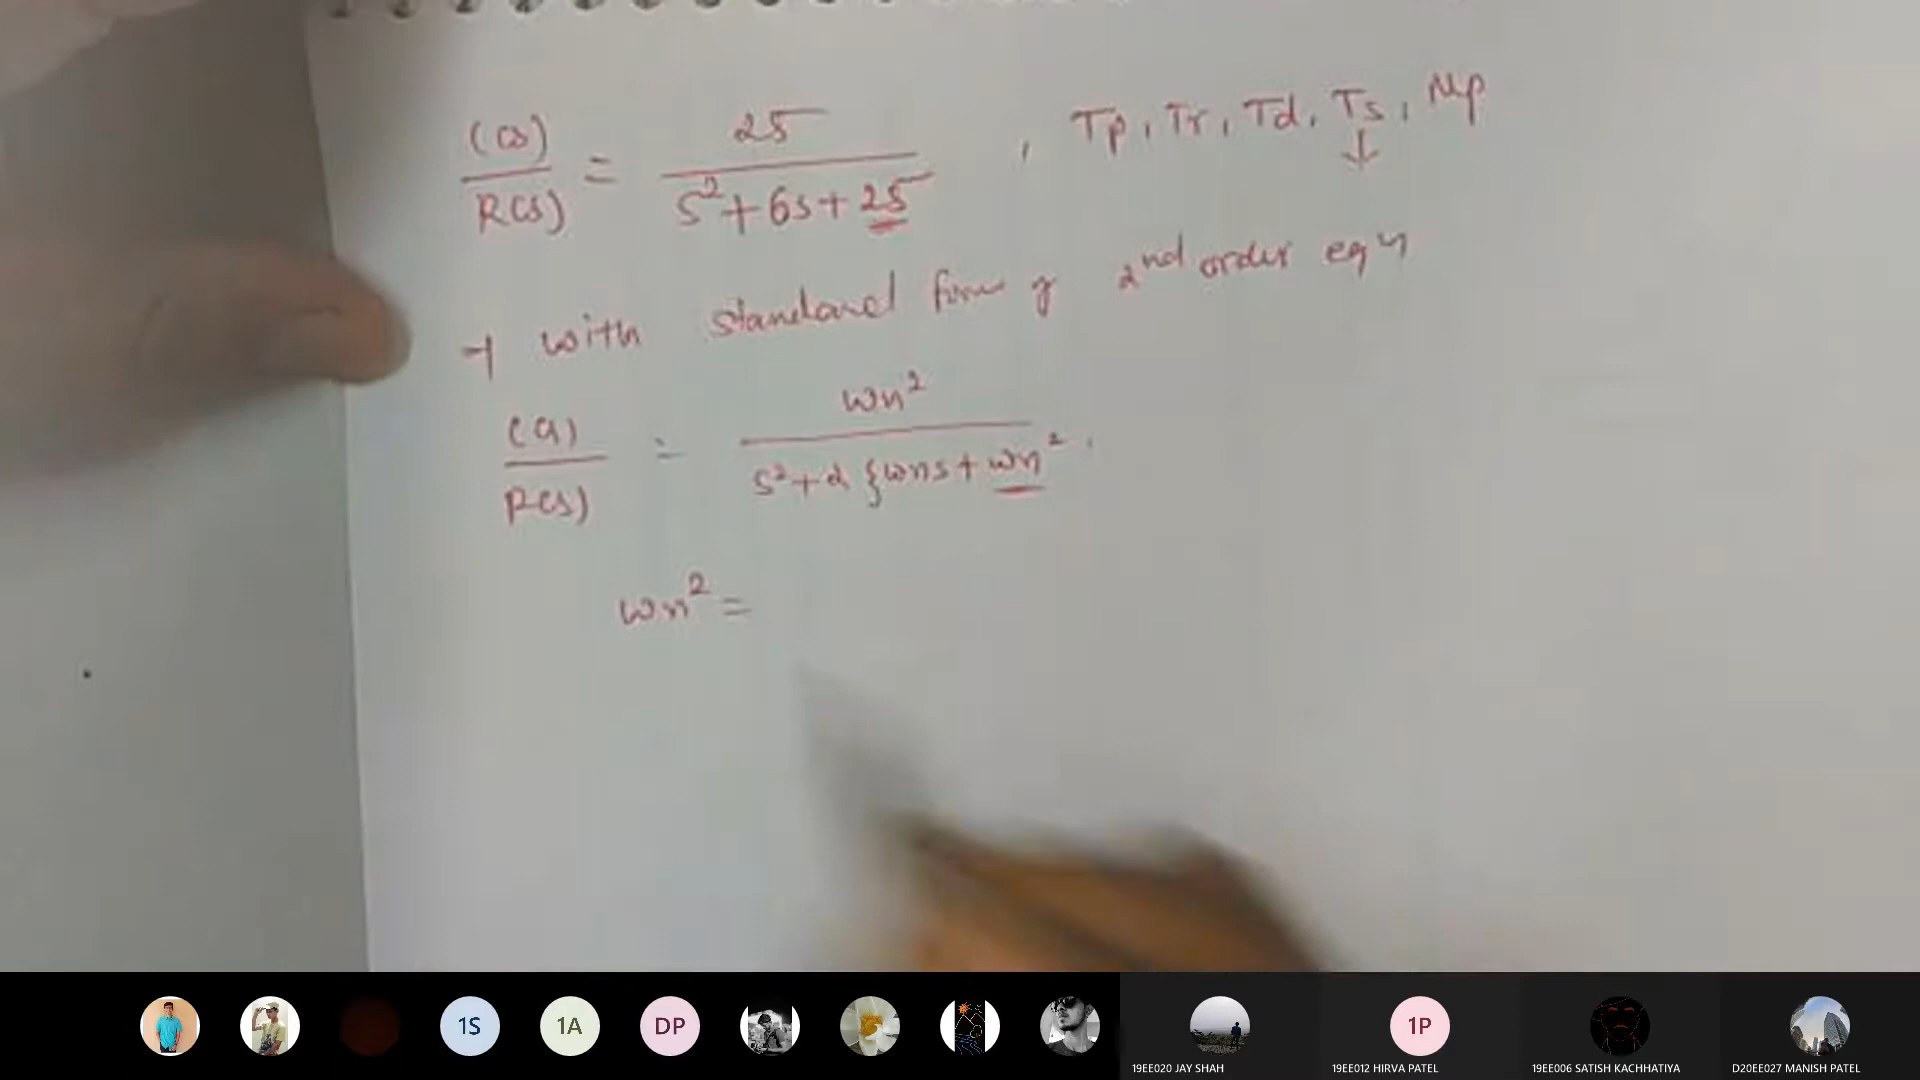 C(s)/R(s) = 25/s²+6s+25 , Tp, Tr, Td, Ts, Mp
↓
→ with standard form of 2nd order eqn
C(s)/R(s) = ωn²/s²+2ξωns+ωn²
ωn² =
1S 1A DP 1P
19EE020 JAY SHAH 19EE012 HIRVA PATEL 19EE006 SATISH KACHHATIYA D20EE027 MANISH PATEL